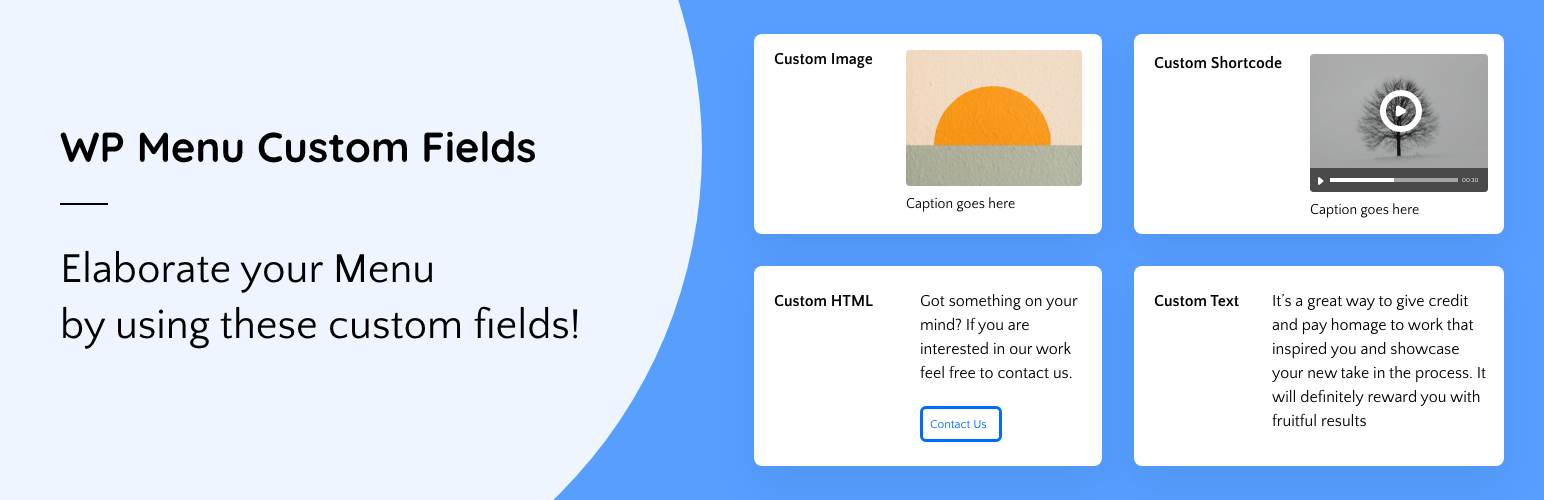 WP Menu Custom Fields
Elaborate your Menu
by using these custom fields!
Custom Image
Caption goes here
Custom Shortcode
00:30
Caption goes here
Custom HTML
Got something on your
mind? If you are
interested in our work
feel free to contact us.
Contact Us
Custom Text
It's a great way to give credit
and pay homage to work that
inspired you and showcase
your new take in the process. It
will definitely reward you with
fruitful results